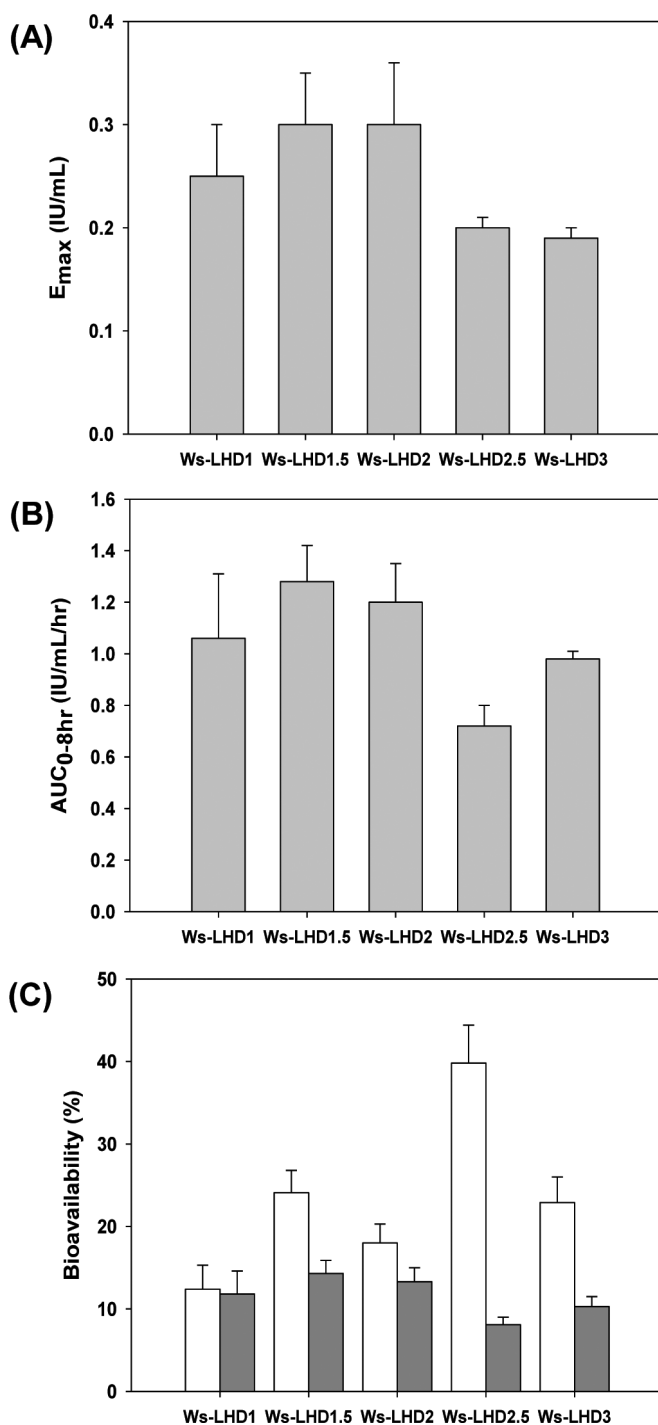 (A)
Emax (IU/mL)
0.4
0.3
0.2
0.1
0.0
Ws-LHD1 Ws-LHD1.5 Ws-LHD2 Ws-LHD2.5 Ws-LHD3
(B)
AUC0-8hr (IU/mL/hr)
1.6
1.4
1.2
1.0
0.8
0.6
0.4
0.2
0.0
Ws-LHD1 Ws-LHD1.5 Ws-LHD2 Ws-LHD2.5 Ws-LHD3
(C)
Bioavailability (%)
50
40
30
20
10
0
Ws-LHD1 Ws-LHD1.5 Ws-LHD2 Ws-LHD2.5 Ws-LHD3